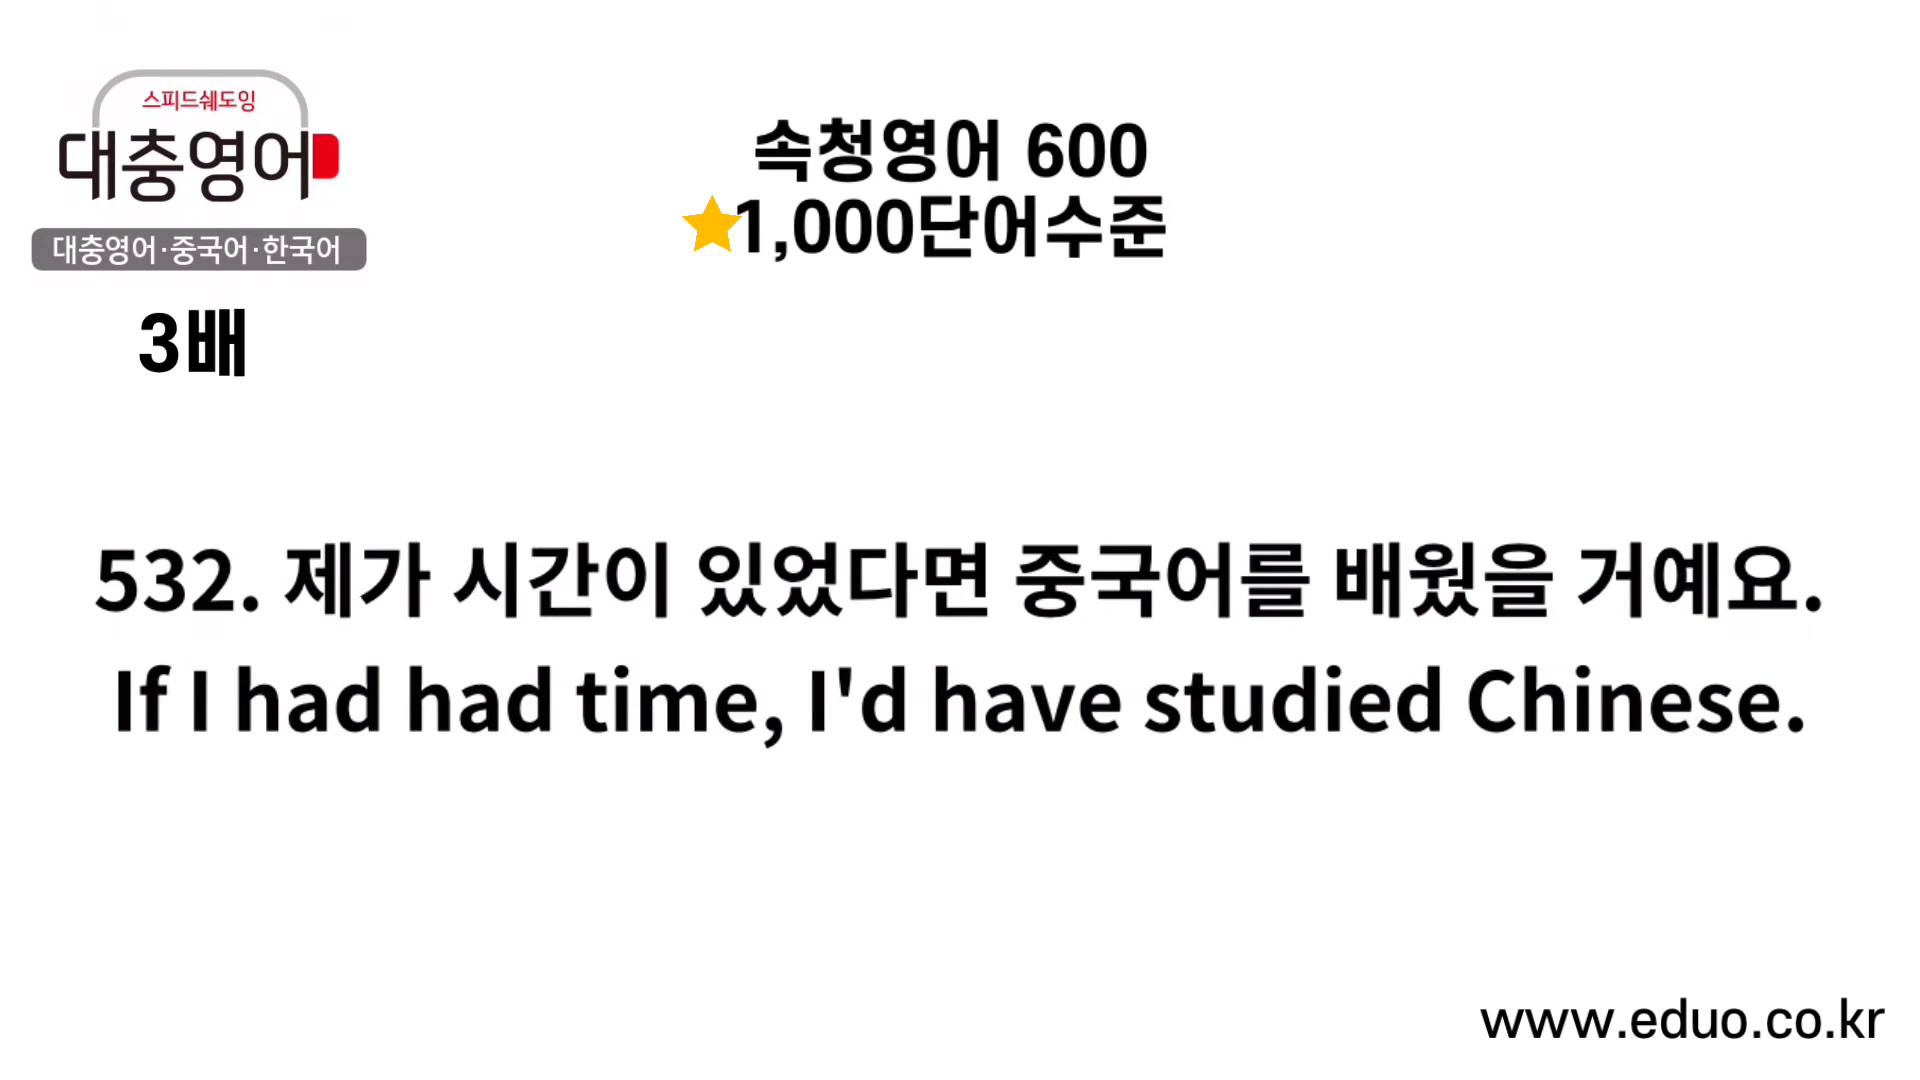 스피드쉐도잉
대충영어
대충영어·중국어·한국어
3배
속청영어 600
1,000단어수준
532. 제가 시간이 있었다면 중국어를 배웠을 거예요.
If I had had time, I'd have studied Chinese.
www.eduo.co.kr